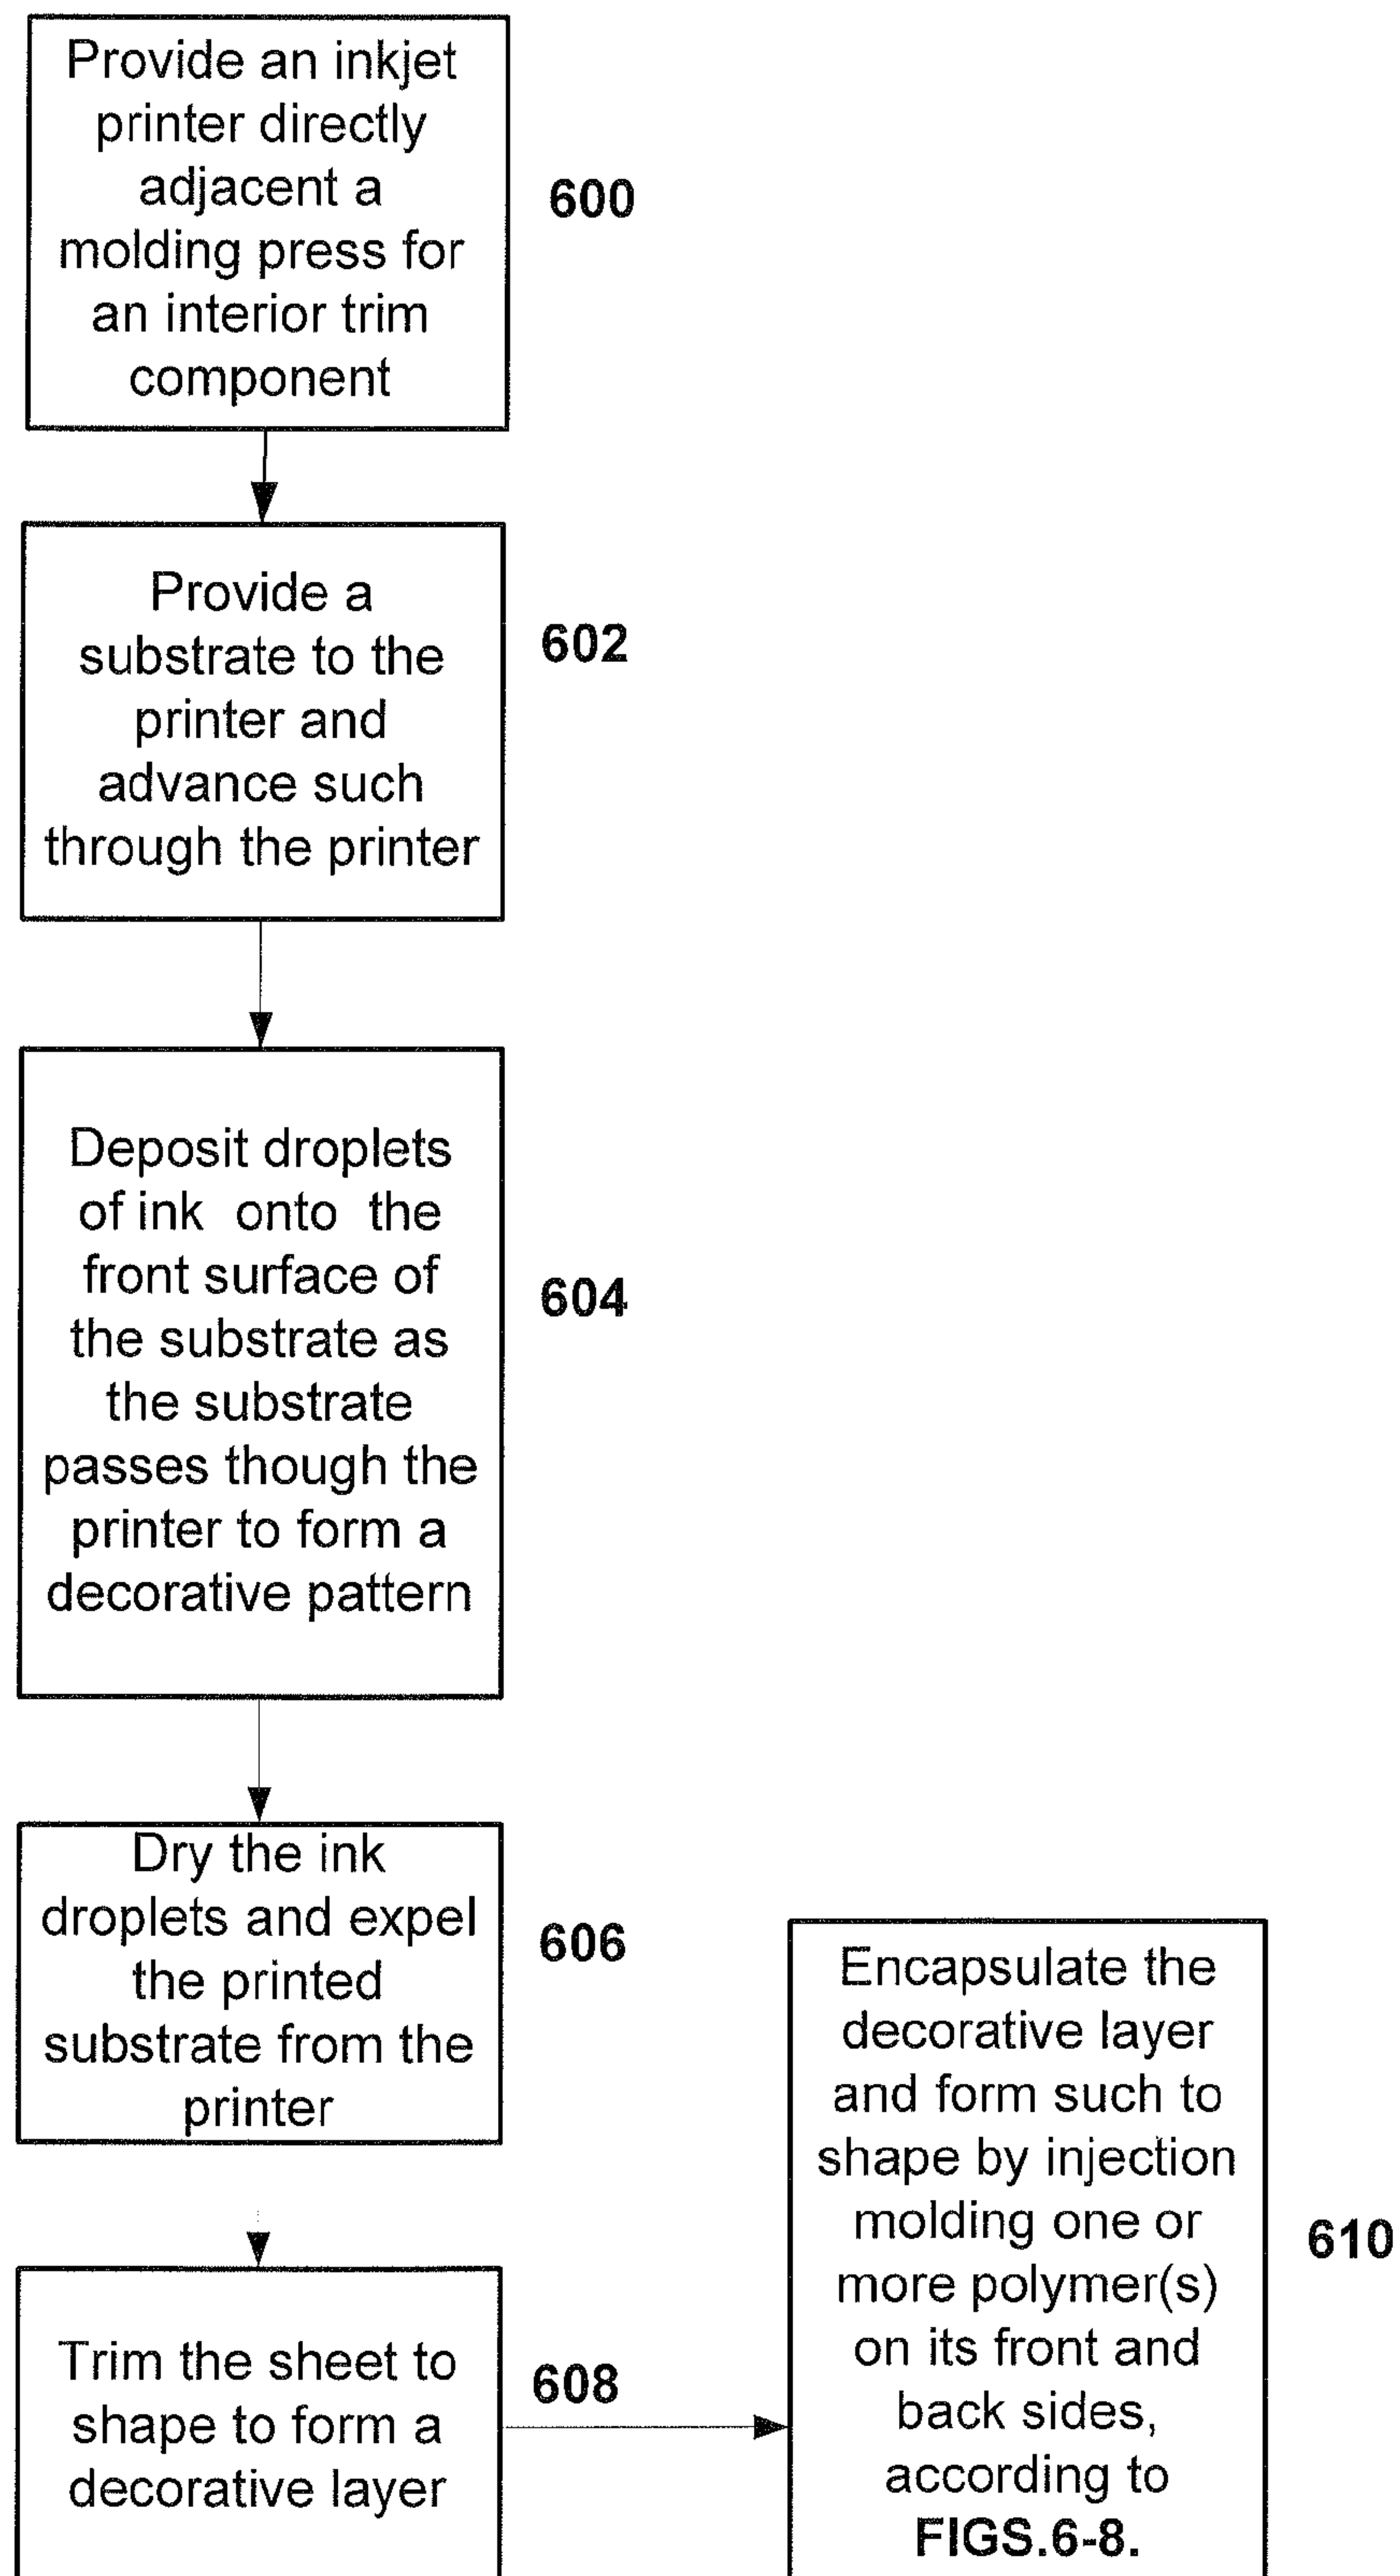 Provide an inkjet
printer directly
adjacent a
molding press for
an interior trim
component
600
Provide a
substrate to the
printer and
advance such
through the printer
602
Deposit droplets
of ink onto the
front surface of
the substrate as
the substrate
passes though the
printer to form a
decorative pattern
604
Dry the ink
droplets and expel
the printed
substrate from the
printer
606
Trim the sheet to
shape to form a
decorative layer
608
Encapsulate the
decorative layer
and form such to
shape by injection
molding one or
more polymer(s)
on its front and
back sides,
according to
FIGS.6-8.
610